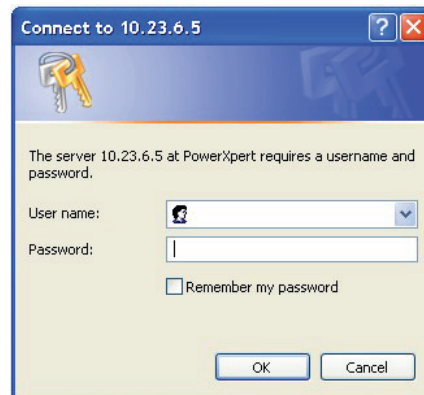 Connect to 10.23.6.5
?
The server 10.23.6.5 at PowerXpert requires a username and
password.
User name:
Password:
Remember my password
OK
Cancel